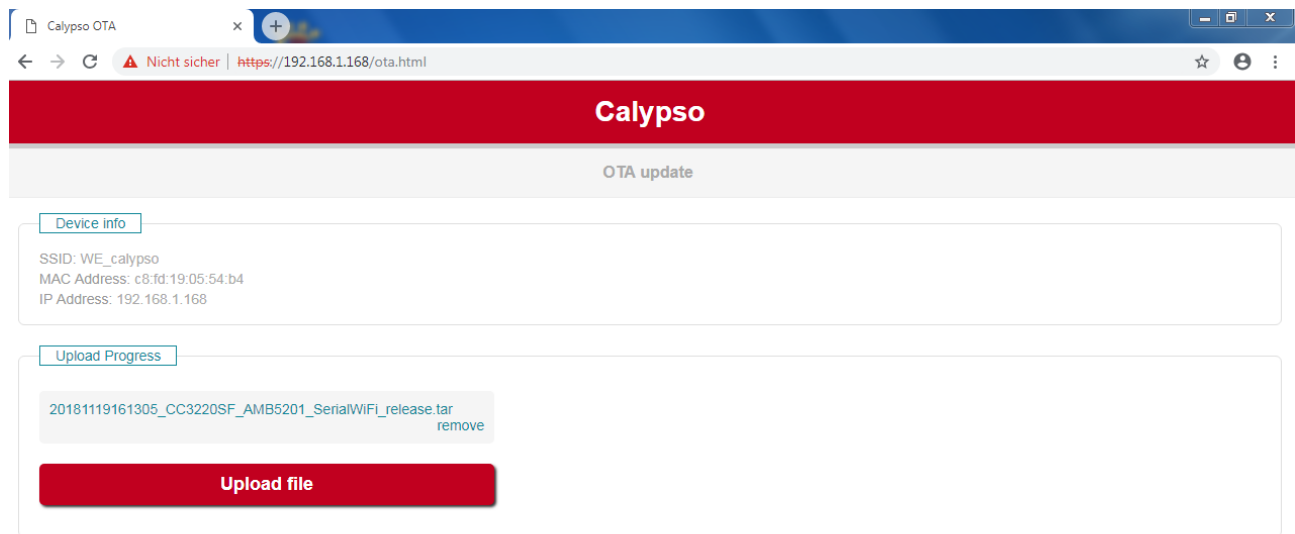 Calypso OTA
Nicht sicher | https://192.168.1.168/ota.html
Calypso
OTA update
Device info
SSID: WE_calypso
MAC Address: c8:fd:19:05:54:b4
IP Address: 192.168.1.168
Upload Progress
20181119161305_CC3220SF_AMB5201_SerialWiFi_release.tar
remove
Upload file